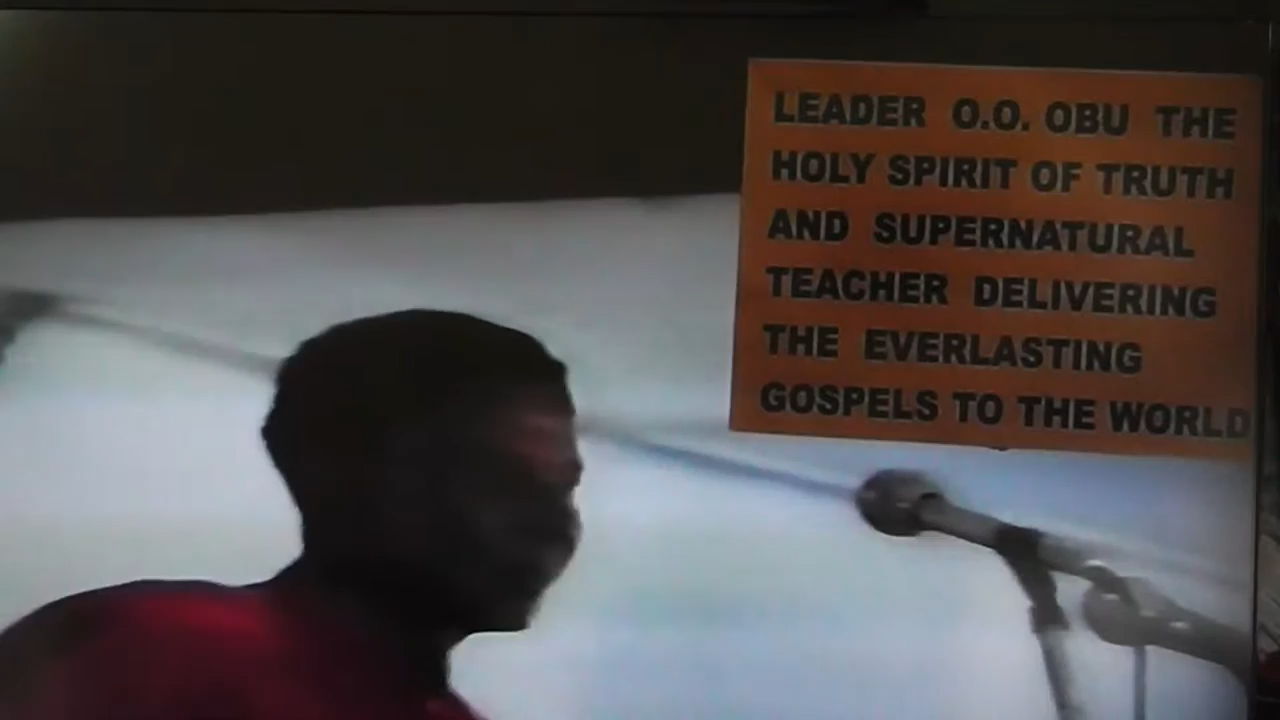 LEADER O.O. OBU THE
HOLY SPIRIT OF TRUTH
AND SUPERNATURAL
TEACHER DELIVERING
THE EVERLASTING
GOSPELS TO THE WORLD